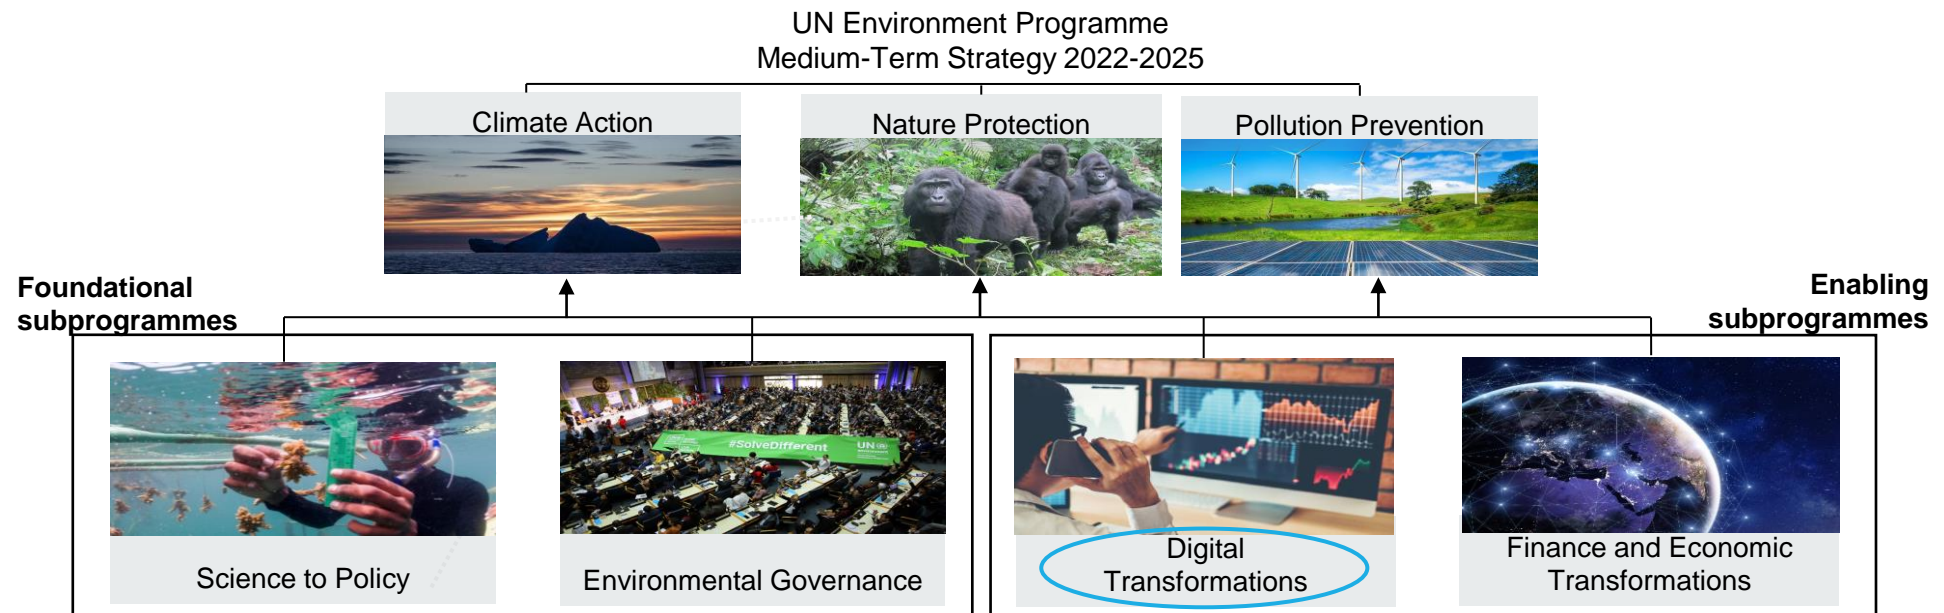 UN Environment Programme
Medium-Term Strategy 2022-2025
Climate Action
Nature Protection
Pollution Prevention
Foundational
subprogrammes
Enabling
subprogrammes
#SolveDifferent
UN
Science to Policy
Environmental Governance
Digital
Transformations
Finance and Economic
Transformations